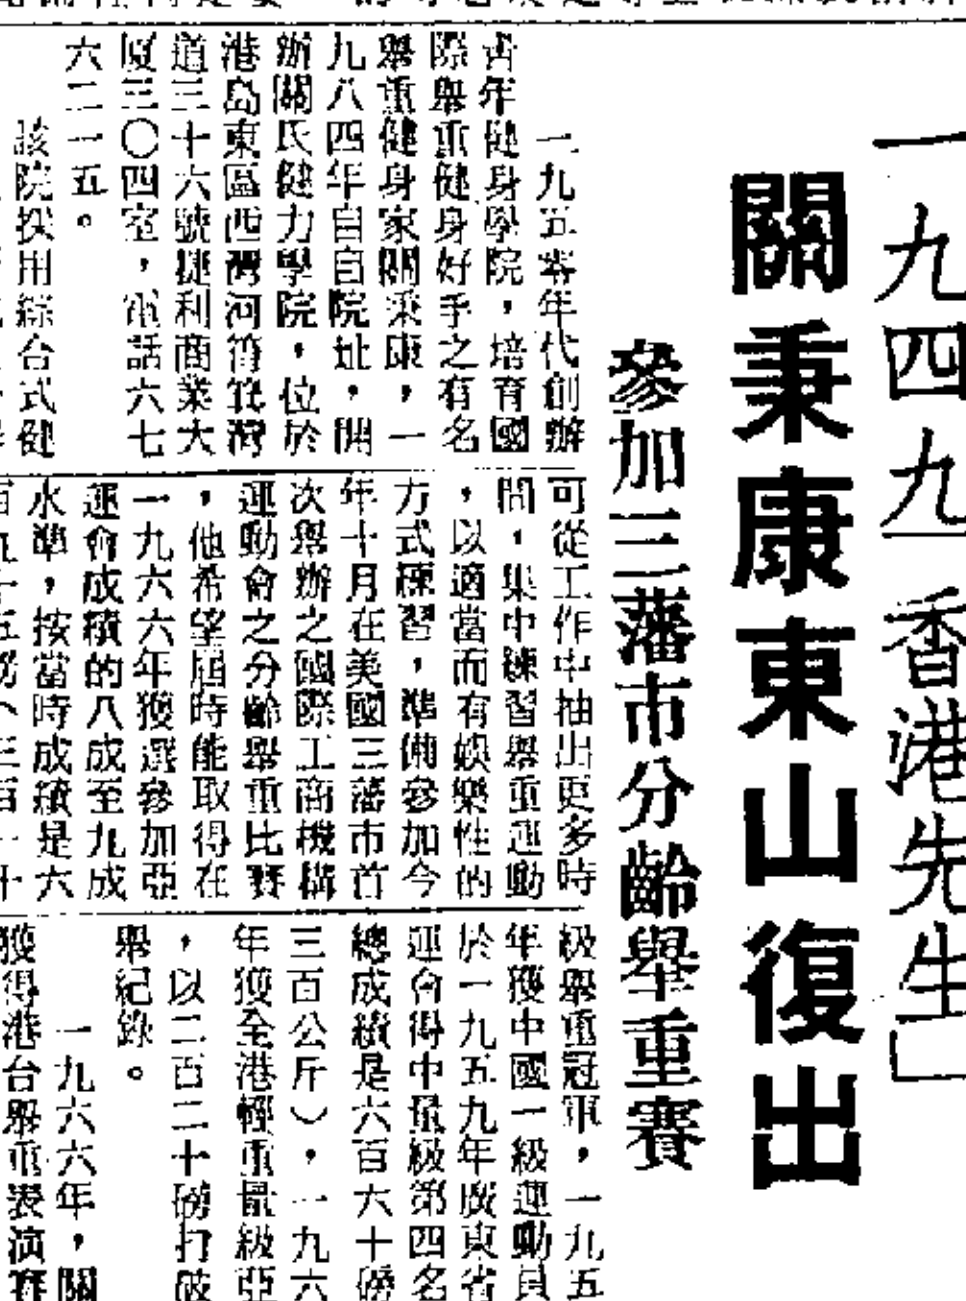 一九四九香港先生」
關秉康東山復出
參加三藩市分齡舉重賽
一九五零年代創辦
青年健身學院，培育國
際舉重健身好手之有名
舉重健身家關秉康，一
九八四年自自院址，開
辦關氏健力學院，位於
港島東區西灣河筲箕灣
道三十六號捷利商業大
廈三〇四室，電話六七
六二一五。
該院採用綜合式健
可從工作中抽出更多時
間，集中練習舉重運動
，以適當而有娛樂性的
方式練習，準備參加今
年十月在美國三藩市首
次舉辦之國際工商機構
運動會之分齡舉重比賽
，他希望屆時能取得在
一九六六年獲選參加亞
運會成績的八成至九成
水準，按當時成績是六
級舉重冠軍，一九五
年獲中國一級運動員
於一九五九年廣東省
運會得中量級第四名
總成績是六百六十磅
三百公斤），一九六
年獲全港輕重量級亞
，以二百二十磅打破
舉紀錄。
一九六六年，關
獲得港台舉重表演賽